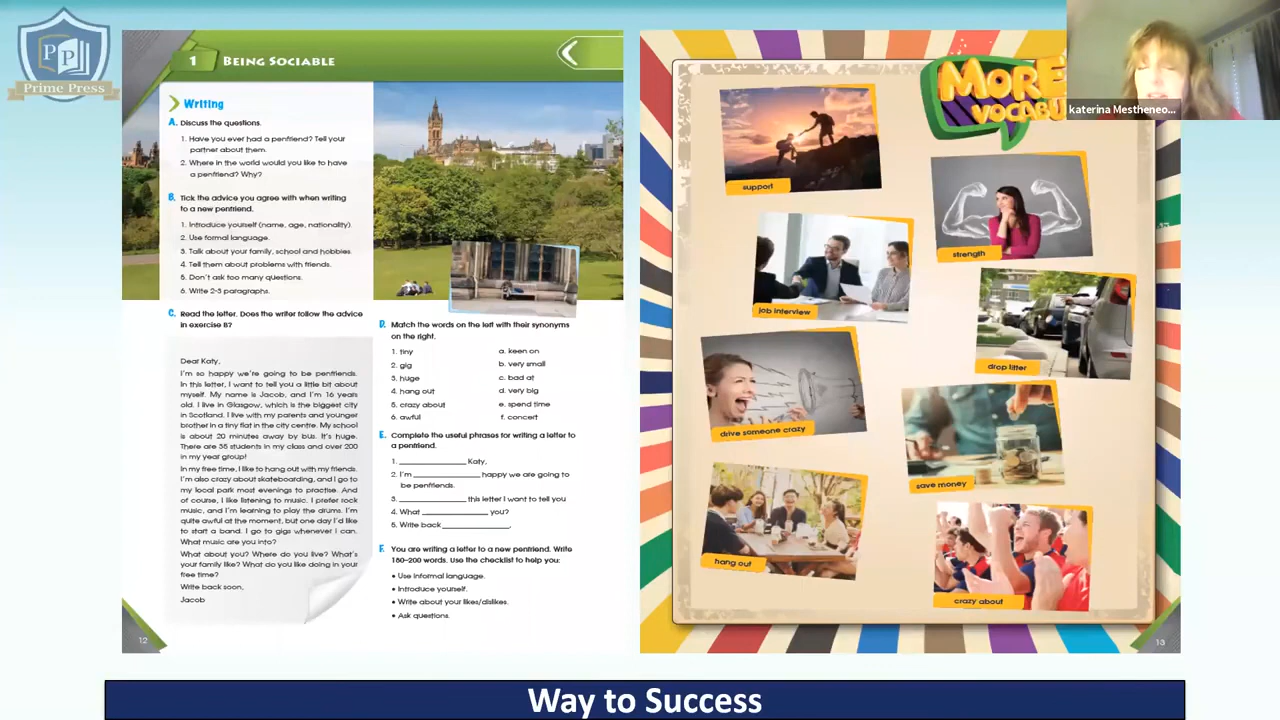 PP
Prime Press
1 BEING SOCIABLE
Writing
A. Discuss the questions.
1. Have you ever had a penfriend? Tell your
partner about them.
2. Where in the world would you like to have
a penfriend? Why?
B. Tick the advice you agree with when writing
to a new penfriend.
1. Introduce yourself (name, age, nationality).
2. Use formal language.
3. Talk about your family, school and hobbies.
4. Tell them about problems with friends.
5. Don't ask too many questions.
6. Write 2-3 paragraphs.
C. Read the letter. Does the writer follow the advice
in exercise B?
Dear Katy,
I'm so happy we're going to be penfriends.
In this letter, I want to tell you a little bit about
myself. My name is Jacob, and I'm 16 years
old. I live in Glasgow, which is the biggest city
in Scotland. I live with my parents and younger
brother in a tiny flat in the city centre. My school
is about 20 minutes away by bus. It's huge.
There are 35 students in my class and over 200
in my year group!
In my free time, I like to hang out with my friends.
I'm also crazy about skateboarding, and I go to
my local park most evenings to practise. And
of course, I like listening to music. I prefer rock
music, and I'm learning to play the drums. I'm
quite awful at the moment, but one day I'd like
to start a band. I go to gigs whenever I can.
What music are you into?
What about you? Where do you live? What's
your family like? What do you like doing in your
free time?
Write back soon,
Jacob
12
D. Match the words on the left with their synonyms
on the right.
1. tiny a. keen on
2. gig b. very small
3. huge c. bad at
4. hang out d. very big
5. crazy about e. spend time
6. awful f. concert
E. Complete the useful phrases for writing a letter to
a penfriend.
1. ______________ Katy,
2. I'm ______________ happy we are going to
be penfriends.
3. ______________ this letter I want to tell you
4. What ______________ you?
5. Write back ______________.
F. You are writing a letter to a new penfriend. Write
180-200 words. Use the checklist to help you:
• Use informal language.
• Introduce yourself.
• Write about your likes/dislikes.
• Ask questions.
MORE
VOCABU
support
strength
job interview
drop litter
drive someone crazy
save money
hang out
crazy about
13
katerina Mestheneo...
Way to Success